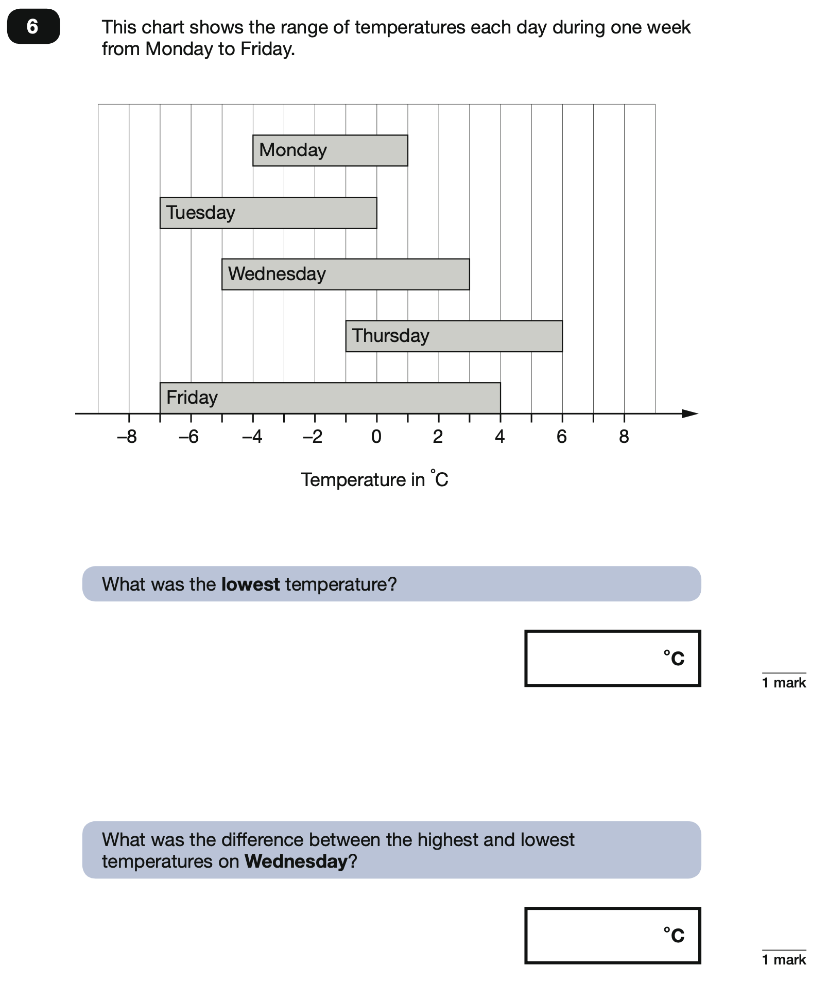 6
This chart shows the range of temperatures each day during one week
from Monday to Friday.
Monday
Tuesday
Wednesday
Thursday
Friday
–8 –6 –4 –2 0 2 4 6 8
Temperature in ˚C
What was the lowest temperature?
˚C
1 mark
What was the difference between the highest and lowest
temperatures on Wednesday?
˚C
1 mark